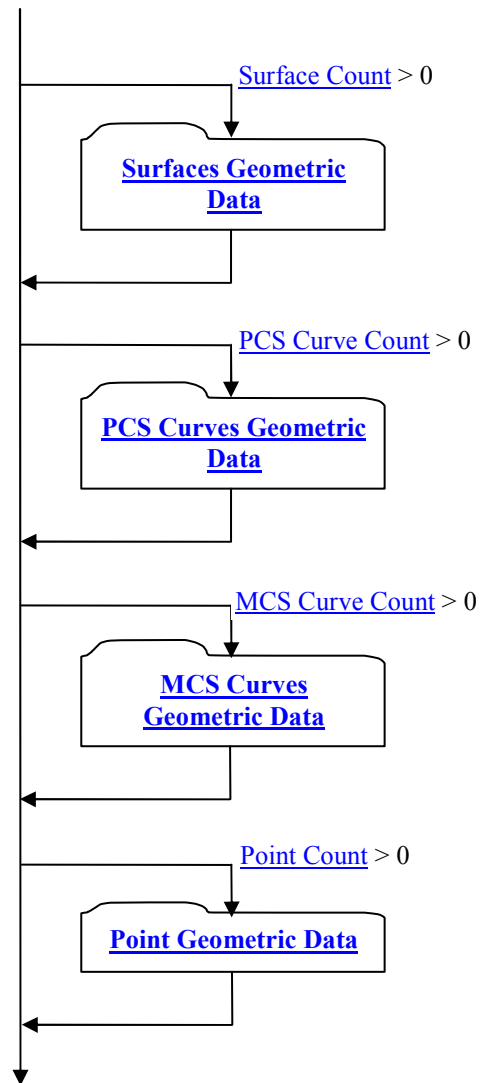 Surface Count > 0
Surfaces Geometric
Data
PCS Curve Count > 0
PCS Curves Geometric
Data
MCS Curve Count > 0
MCS Curves
Geometric Data
Point Count > 0
Point Geometric Data